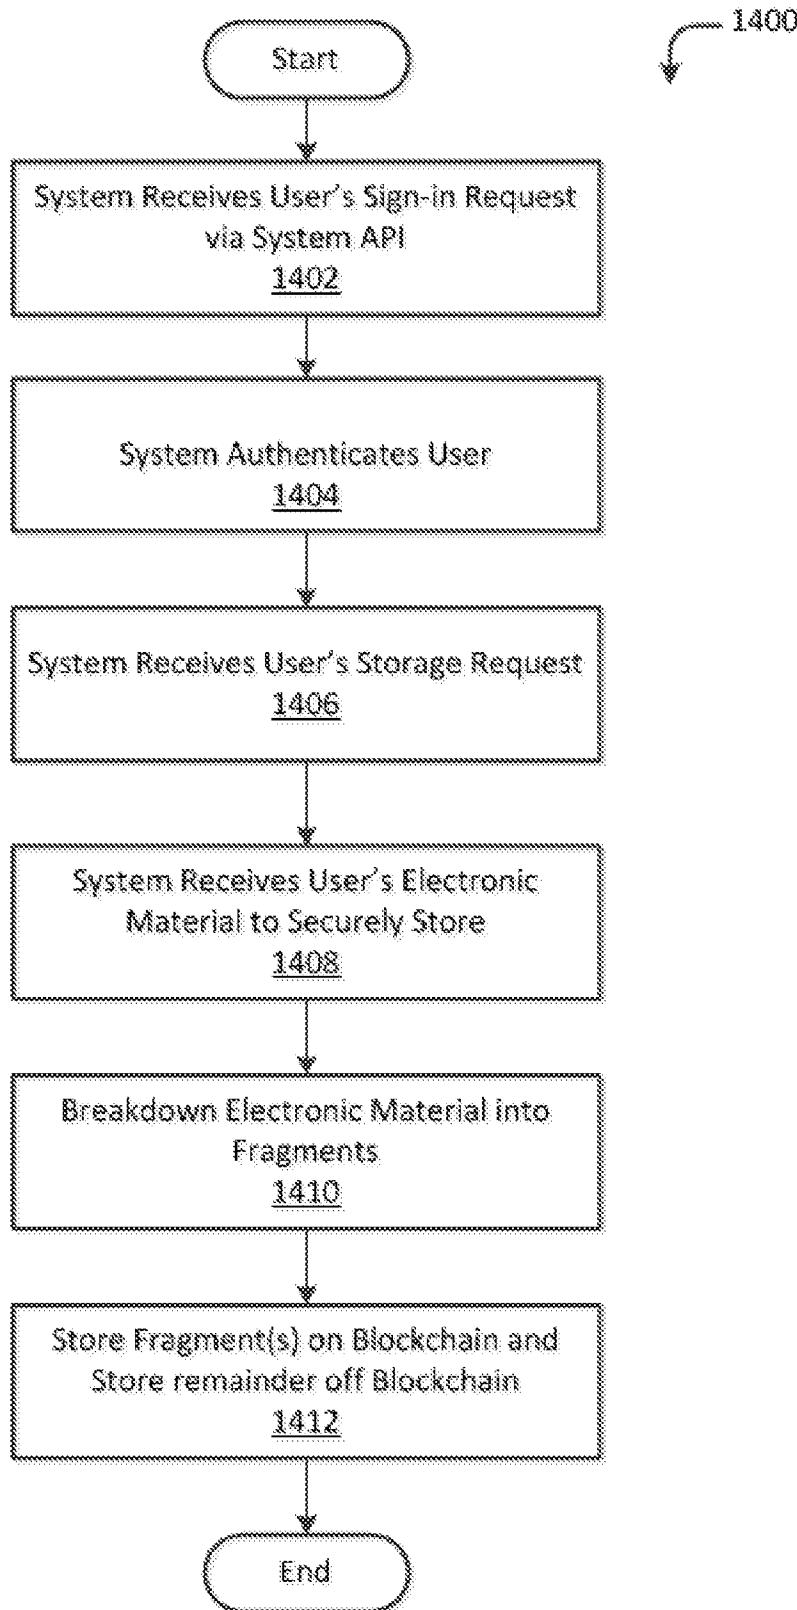 1400
Start
System Receives User's Sign-in Request
via System API
1402
System Authenticates User
1404
System Receives User's Storage Request
1406
System Receives User's Electronic
Material to Securely Store
1408
Breakdown Electronic Material into
Fragments
1410
Store Fragment(s) on Blockchain and
Store remainder off Blockchain
1412
End